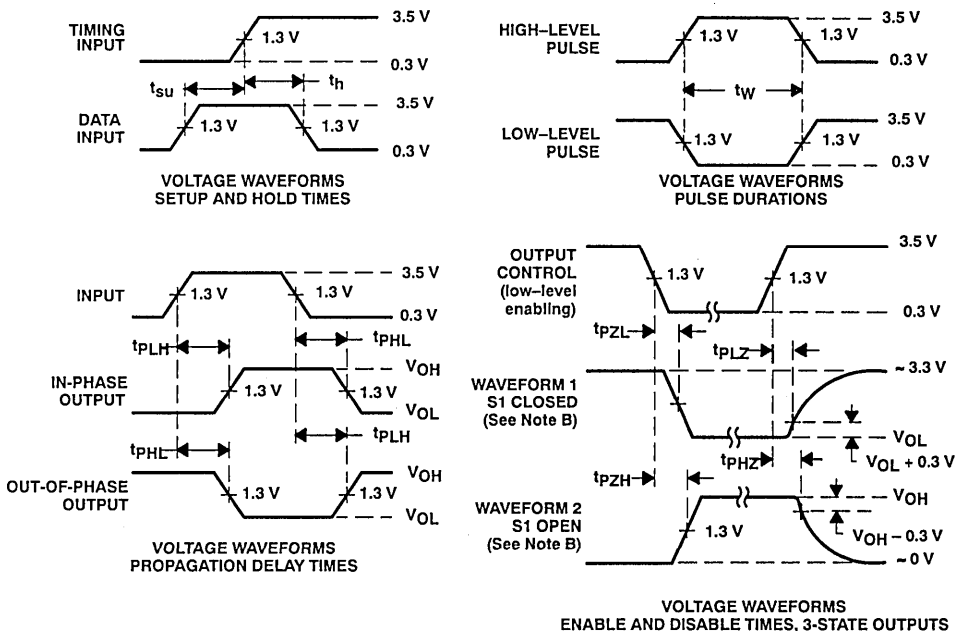 TIMING
INPUT
1.3 V
3.5 V
0.3 V
tsu
th
DATA
INPUT
1.3 V
1.3 V
3.5 V
0.3 V
VOLTAGE WAVEFORMS
SETUP AND HOLD TIMES
HIGH–LEVEL
PULSE
1.3 V
1.3 V
3.5 V
0.3 V
tW
LOW–LEVEL
PULSE
1.3 V
1.3 V
3.5 V
0.3 V
VOLTAGE WAVEFORMS
PULSE DURATIONS
INPUT
1.3 V
1.3 V
3.5 V
0.3 V
tPLH
tPHL
IN-PHASE
OUTPUT
1.3 V
1.3 V
VOH
VOL
tPHL
tPLH
OUT-OF-PHASE
OUTPUT
1.3 V
1.3 V
VOH
VOL
VOLTAGE WAVEFORMS
PROPAGATION DELAY TIMES
OUTPUT
CONTROL
(low–level
enabling)
1.3 V
1.3 V
3.5 V
0.3 V
tPZL
tPLZ
WAVEFORM 1
S1 CLOSED
(See Note B)
~ 3.3 V
VOL
VOL + 0.3 V
tPZH
tPHZ
WAVEFORM 2
S1 OPEN
(See Note B)
1.3 V
VOH
VOH – 0.3 V
~ 0 V
VOLTAGE WAVEFORMS
ENABLE AND DISABLE TIMES, 3-STATE OUTPUTS